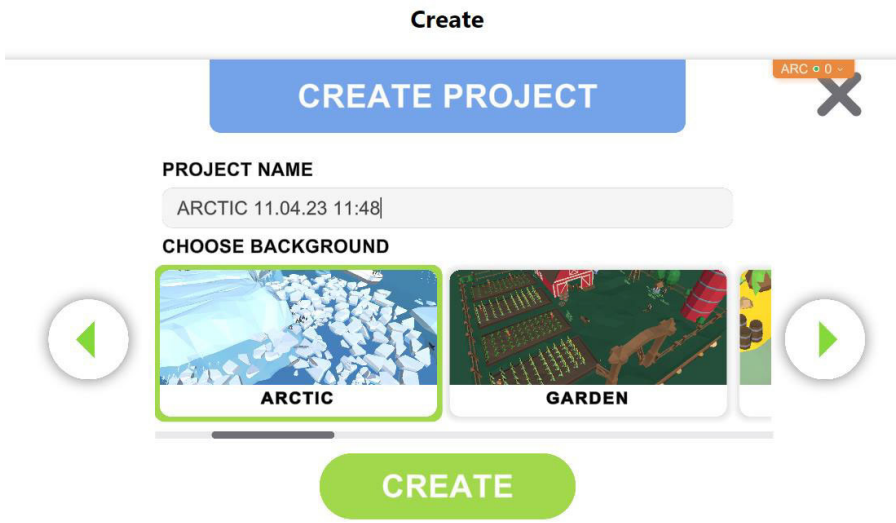 Create
CREATE PROJECT
ARC 0
PROJECT NAME
ARCTIC 11.04.23 11:48
CHOOSE BACKGROUND
ARCTIC
GARDEN
CREATE